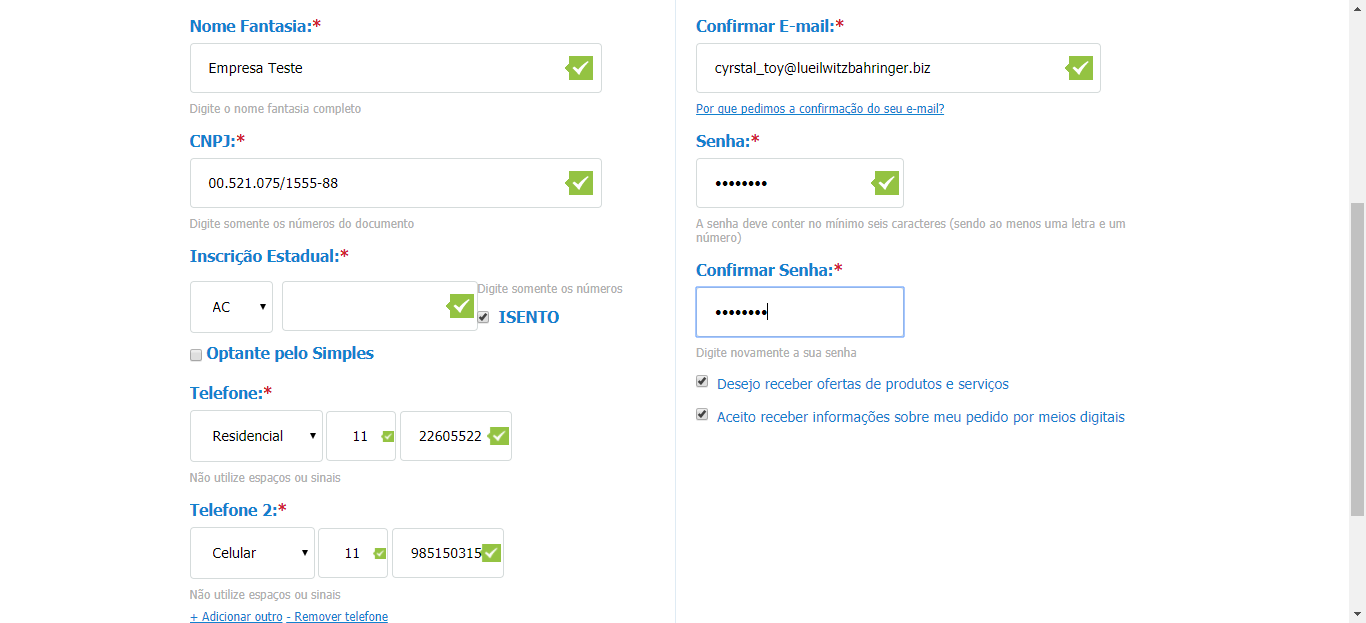 Nome Fantasia:*
Empresa Teste
Digite o nome fantasia completo
CNPJ:*
00.521.075/1555-88
Digite somente os números do documento
Inscrição Estadual:*
AC
Digite somente os números
ISENTO
Optante pelo Simples
Telefone:*
Residencial 11 22605522
Não utilize espaços ou sinais
Telefone 2:*
Celular 11 985150315
Não utilize espaços ou sinais
+ Adicionar outro - Remover telefone
Confirmar E-mail:*
cyrstal_toy@lueilwitzbahringer.biz
Por que pedimos a confirmação do seu e-mail?
Senha:*
••••••••
A senha deve conter no mínimo seis caracteres (sendo ao menos uma letra e um
número)
Confirmar Senha:*
••••••••
Digite novamente a sua senha
Desejo receber ofertas de produtos e serviços
Aceito receber informações sobre meu pedido por meios digitais